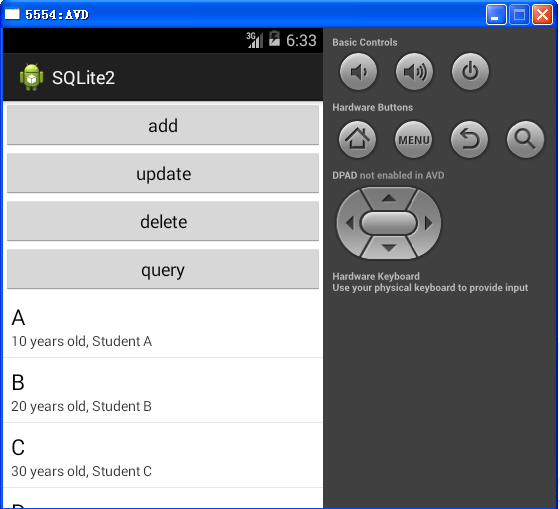 5554:AVD
3G 6:33
SQLite2
add
update
delete
query
A
10 years old, Student A
B
20 years old, Student B
C
30 years old, Student C
Basic Controls
Hardware Buttons
MENU
DPAD not enabled in AVD
Hardware Keyboard
Use your physical keyboard to provide input